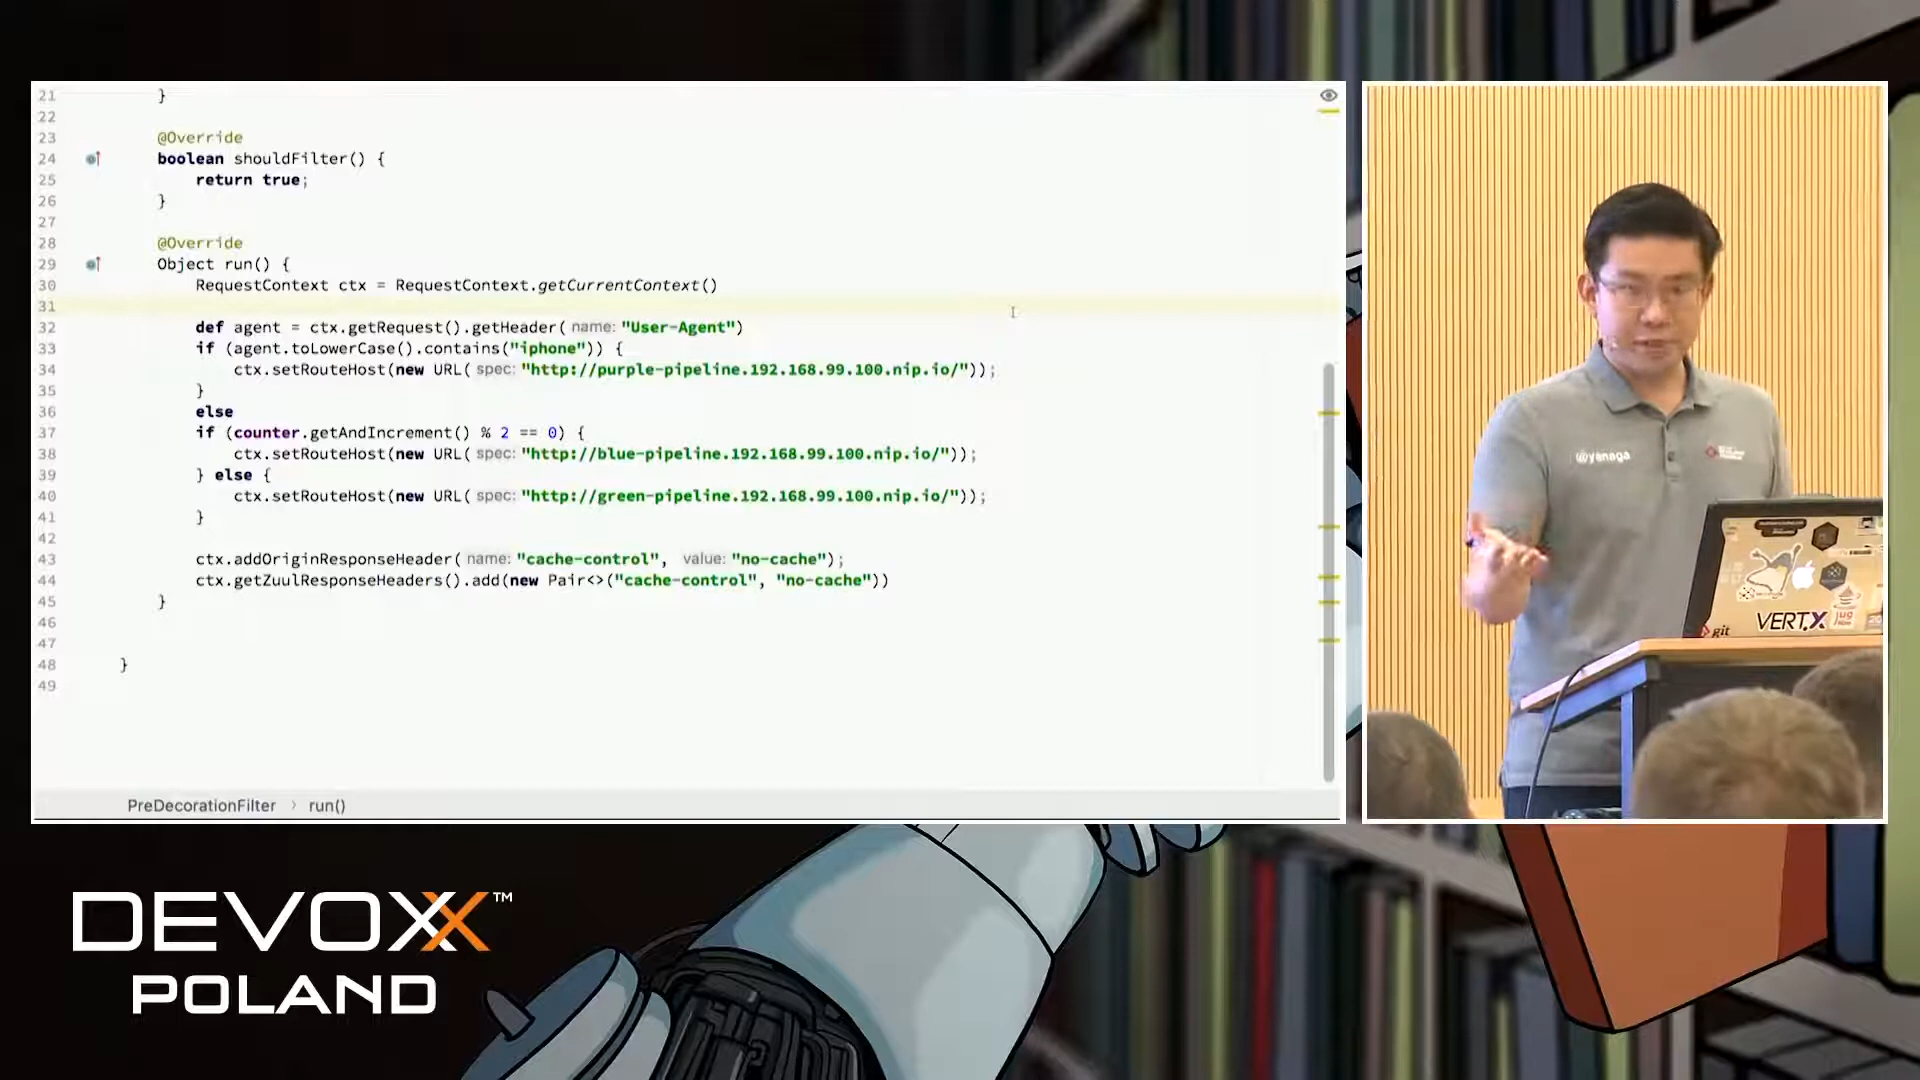 21 }
22
23 @Override
24 boolean shouldFilter() {
25 return true;
26 }
27
28 @Override
29 Object run() {
30 RequestContext ctx = RequestContext.getCurrentContext()
31
32 def agent = ctx.getRequest().getHeader( name: "User-Agent")
33 if (agent.toLowerCase().contains("iphone")) {
34 ctx.setRouteHost(new URL( spec: "http://purple-pipeline.192.168.99.100.nip.io/"));
35 }
36 else
37 if (counter.getAndIncrement() % 2 == 0) {
38 ctx.setRouteHost(new URL( spec: "http://blue-pipeline.192.168.99.100.nip.io/"));
39 } else {
40 ctx.setRouteHost(new URL( spec: "http://green-pipeline.192.168.99.100.nip.io/"));
41 }
42
43 ctx.addOriginResponseHeader( name: "cache-control", value: "no-cache");
44 ctx.getZuulResponseHeaders().add(new Pair<>("cache-control", "no-cache"))
45 }
46
47
48 }
49
PreDecorationFilter › run()
@yanaga
VERT.X
git
jug
DEVOXX™
POLAND